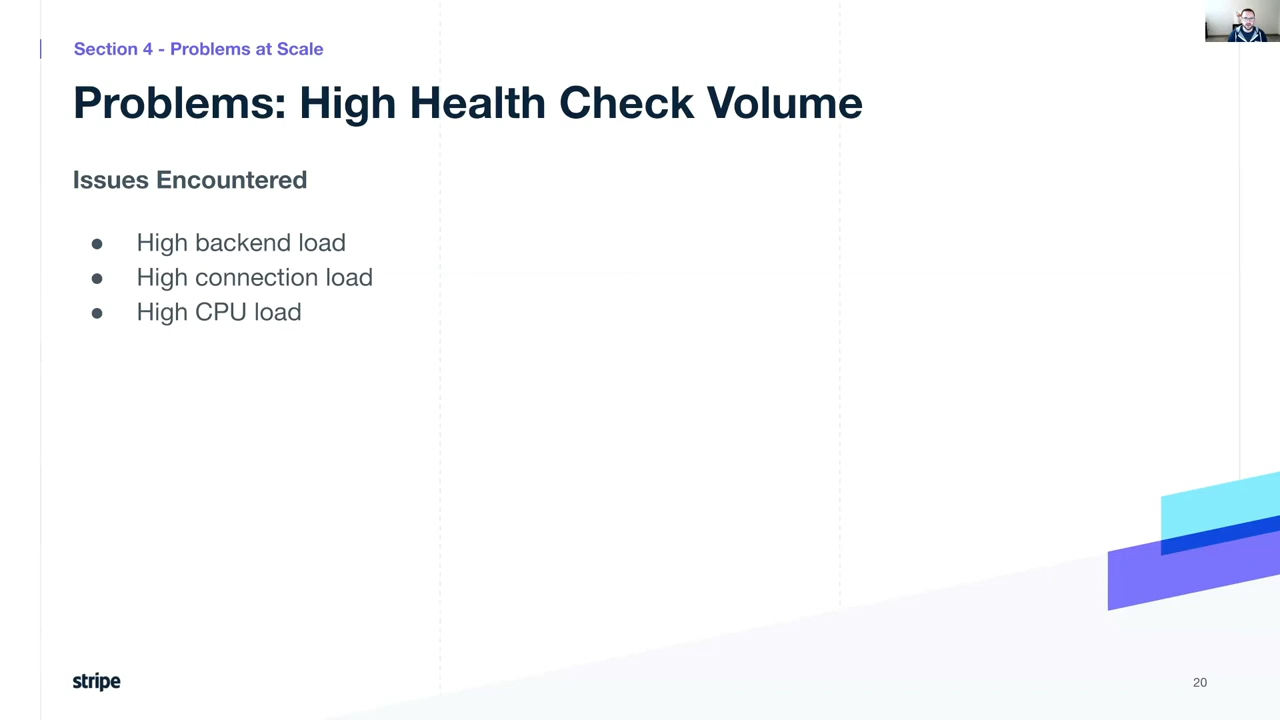 Section 4 - Problems at Scale
Problems: High Health Check Volume
Issues Encountered
● High backend load
● High connection load
● High CPU load
stripe
20